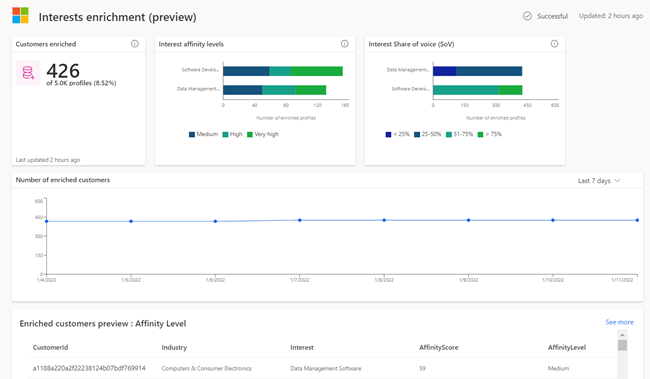 Interests enrichment (preview)
Successful
Updated: 2 hours ago
Customers enriched
426
of 5.0K profiles (8.52%)
Last updated 2 hours ago
Interest affinity levels
Software Develo...
Data Management...
0 40 80 120 160
Number of enriched profiles
Medium High Very high
Interest Share of voice (SoV)
Data Management...
Software Develo...
0 150 300 450 600
Number of enriched profiles
< 25% 25-50% 51-75% > 75%
Number of enriched customers
Last 7 days
600
450
300
150
0
1/4/2022 1/5/2022 1/6/2022 1/7/2022 1/8/2022 1/9/2022 1/10/2022 1/11/2022
Enriched customers preview : Affinity Level
See more
CustomerId Industry Interest AffinityScore AffinityLevel
a1188a220a2f22238124b07bdf769914 Computers & Consumer Electronics Data Management Software 59 Medium